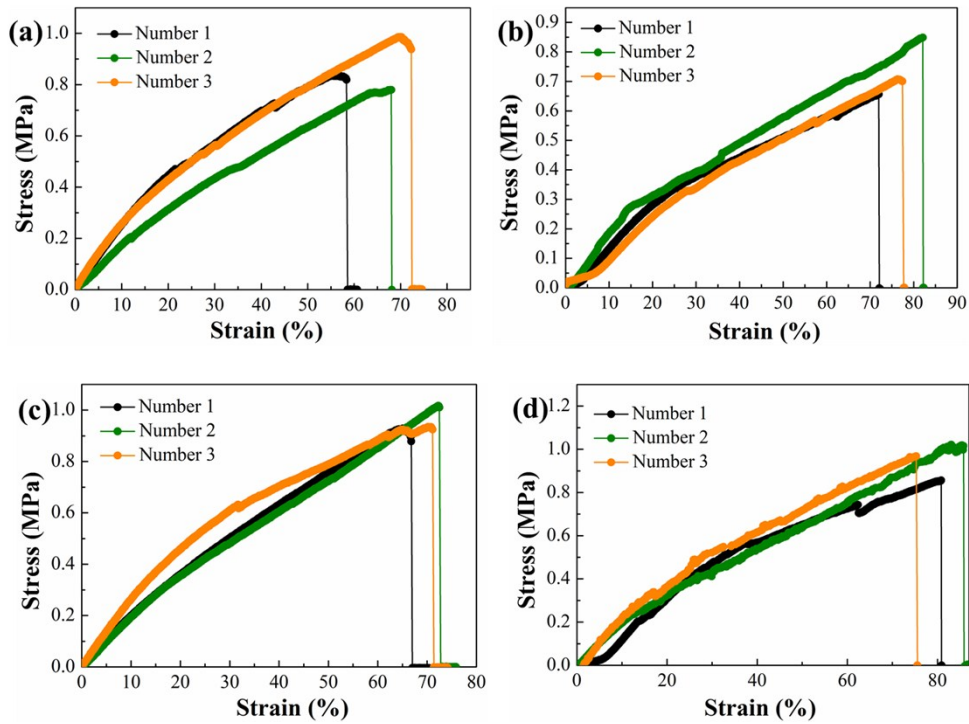 (a)
Number 1
Number 2
Number 3
1.0
0.8
0.6
0.4
0.2
0.0
Stress (MPa)
0 10 20 30 40 50 60 70 80
Strain (%)
(b)
Number 1
Number 2
Number 3
0.9
0.8
0.7
0.6
0.5
0.4
0.3
0.2
0.1
0.0
Stress (MPa)
0 10 20 30 40 50 60 70 80 90
Strain (%)
(c)
Number 1
Number 2
Number 3
1.0
0.8
0.6
0.4
0.2
0.0
Stress (MPa)
0 10 20 30 40 50 60 70 80
Strain (%)
(d)
Number 1
Number 2
Number 3
1.2
1.0
0.8
0.6
0.4
0.2
0.0
Stress (MPa)
0 20 40 60 80
Strain (%)